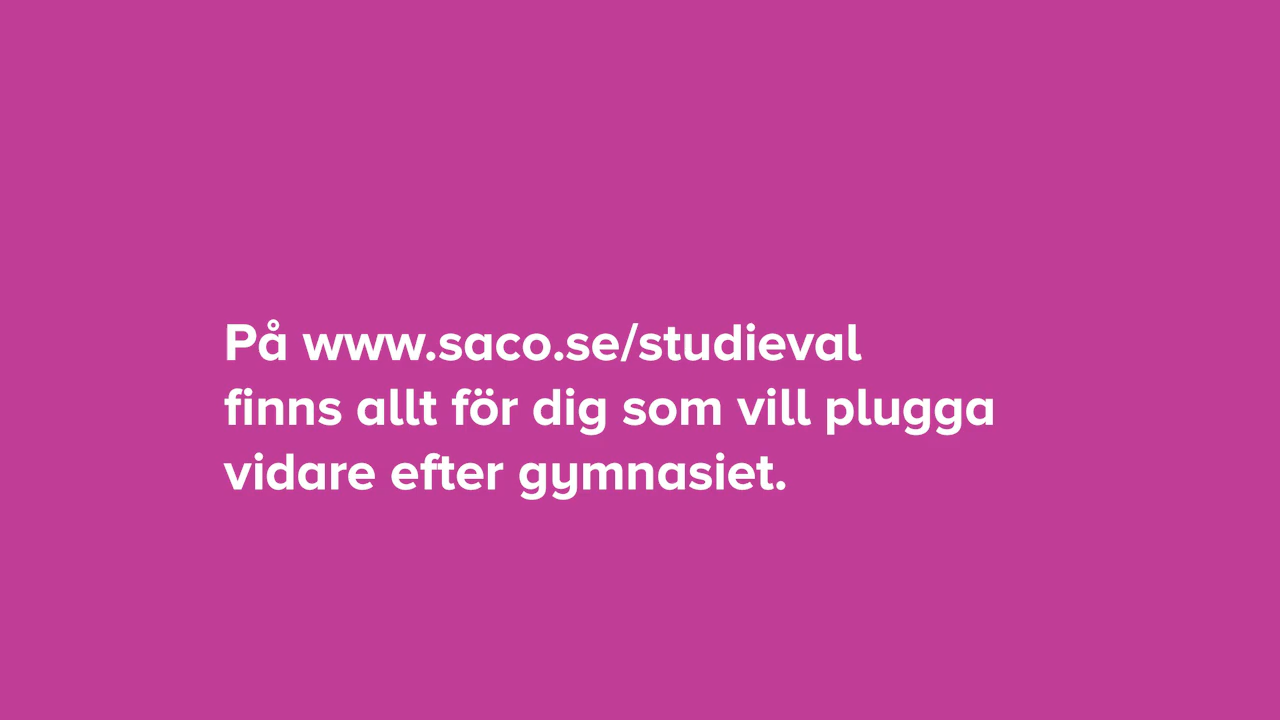 På www.saco.se/studieval
finns allt för dig som vill plugga
vidare efter gymnasiet.